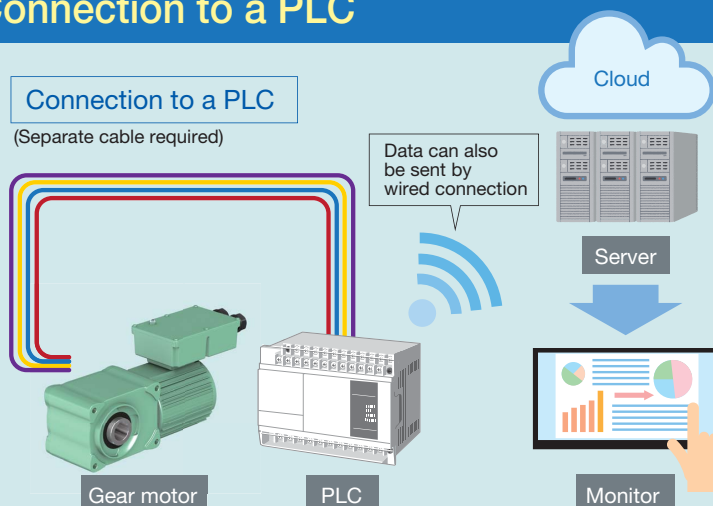 Connection to a PLC
Connection to a PLC
(Separate cable required)
Data can also
be sent by
wired connection
Cloud
Server
Gear motor
PLC
Monitor